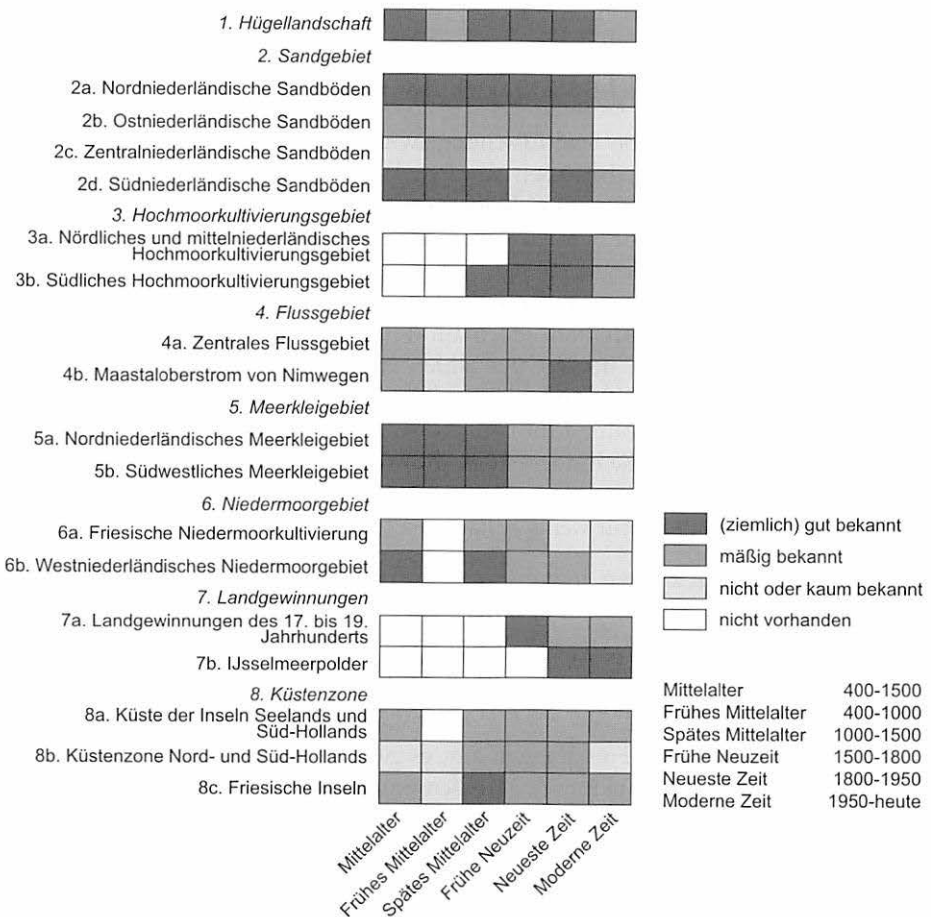 1. Hügellandschaft
2. Sandgebiet
2a. Nordniederländische Sandböden
2b. Ostniederländische Sandböden
2c. Zentralniederländische Sandböden
2d. Südniederländische Sandböden
3. Hochmoorkultivierungsgebiet
3a. Nördliches und mittelniederländisches
Hochmoorkultivierungsgebiet
3b. Südliches Hochmoorkultivierungsgebiet
4. Flussgebiet
4a. Zentrales Flussgebiet
4b. Maastaloberstrom von Nimwegen
5. Meerkleigebiet
5a. Nordniederländisches Meerkleigebiet
5b. Südwestliches Meerkleigebiet
6. Niedermoorgebiet
6a. Friesische Niedermoorkultivierung
6b. Westniederländisches Niedermoorgebiet
7. Landgewinnungen
7a. Landgewinnungen des 17. bis 19.
Jahrhunderts
7b. IJsselmeerpolder
8. Küstenzone
8a. Küste der Inseln Seelands und
Süd-Hollands
8b. Küstenzone Nord- und Süd-Hollands
8c. Friesische Inseln
Mittelalter
Frühes Mittelalter
Spätes Mittelalter
Frühe Neuzeit
Neueste Zeit
Moderne Zeit
(ziemlich) gut bekannt
mäßig bekannt
nicht oder kaum bekannt
nicht vorhanden
Mittelalter 400-1500
Frühes Mittelalter 400-1000
Spätes Mittelalter 1000-1500
Frühe Neuzeit 1500-1800
Neueste Zeit 1800-1950
Moderne Zeit 1950-heute